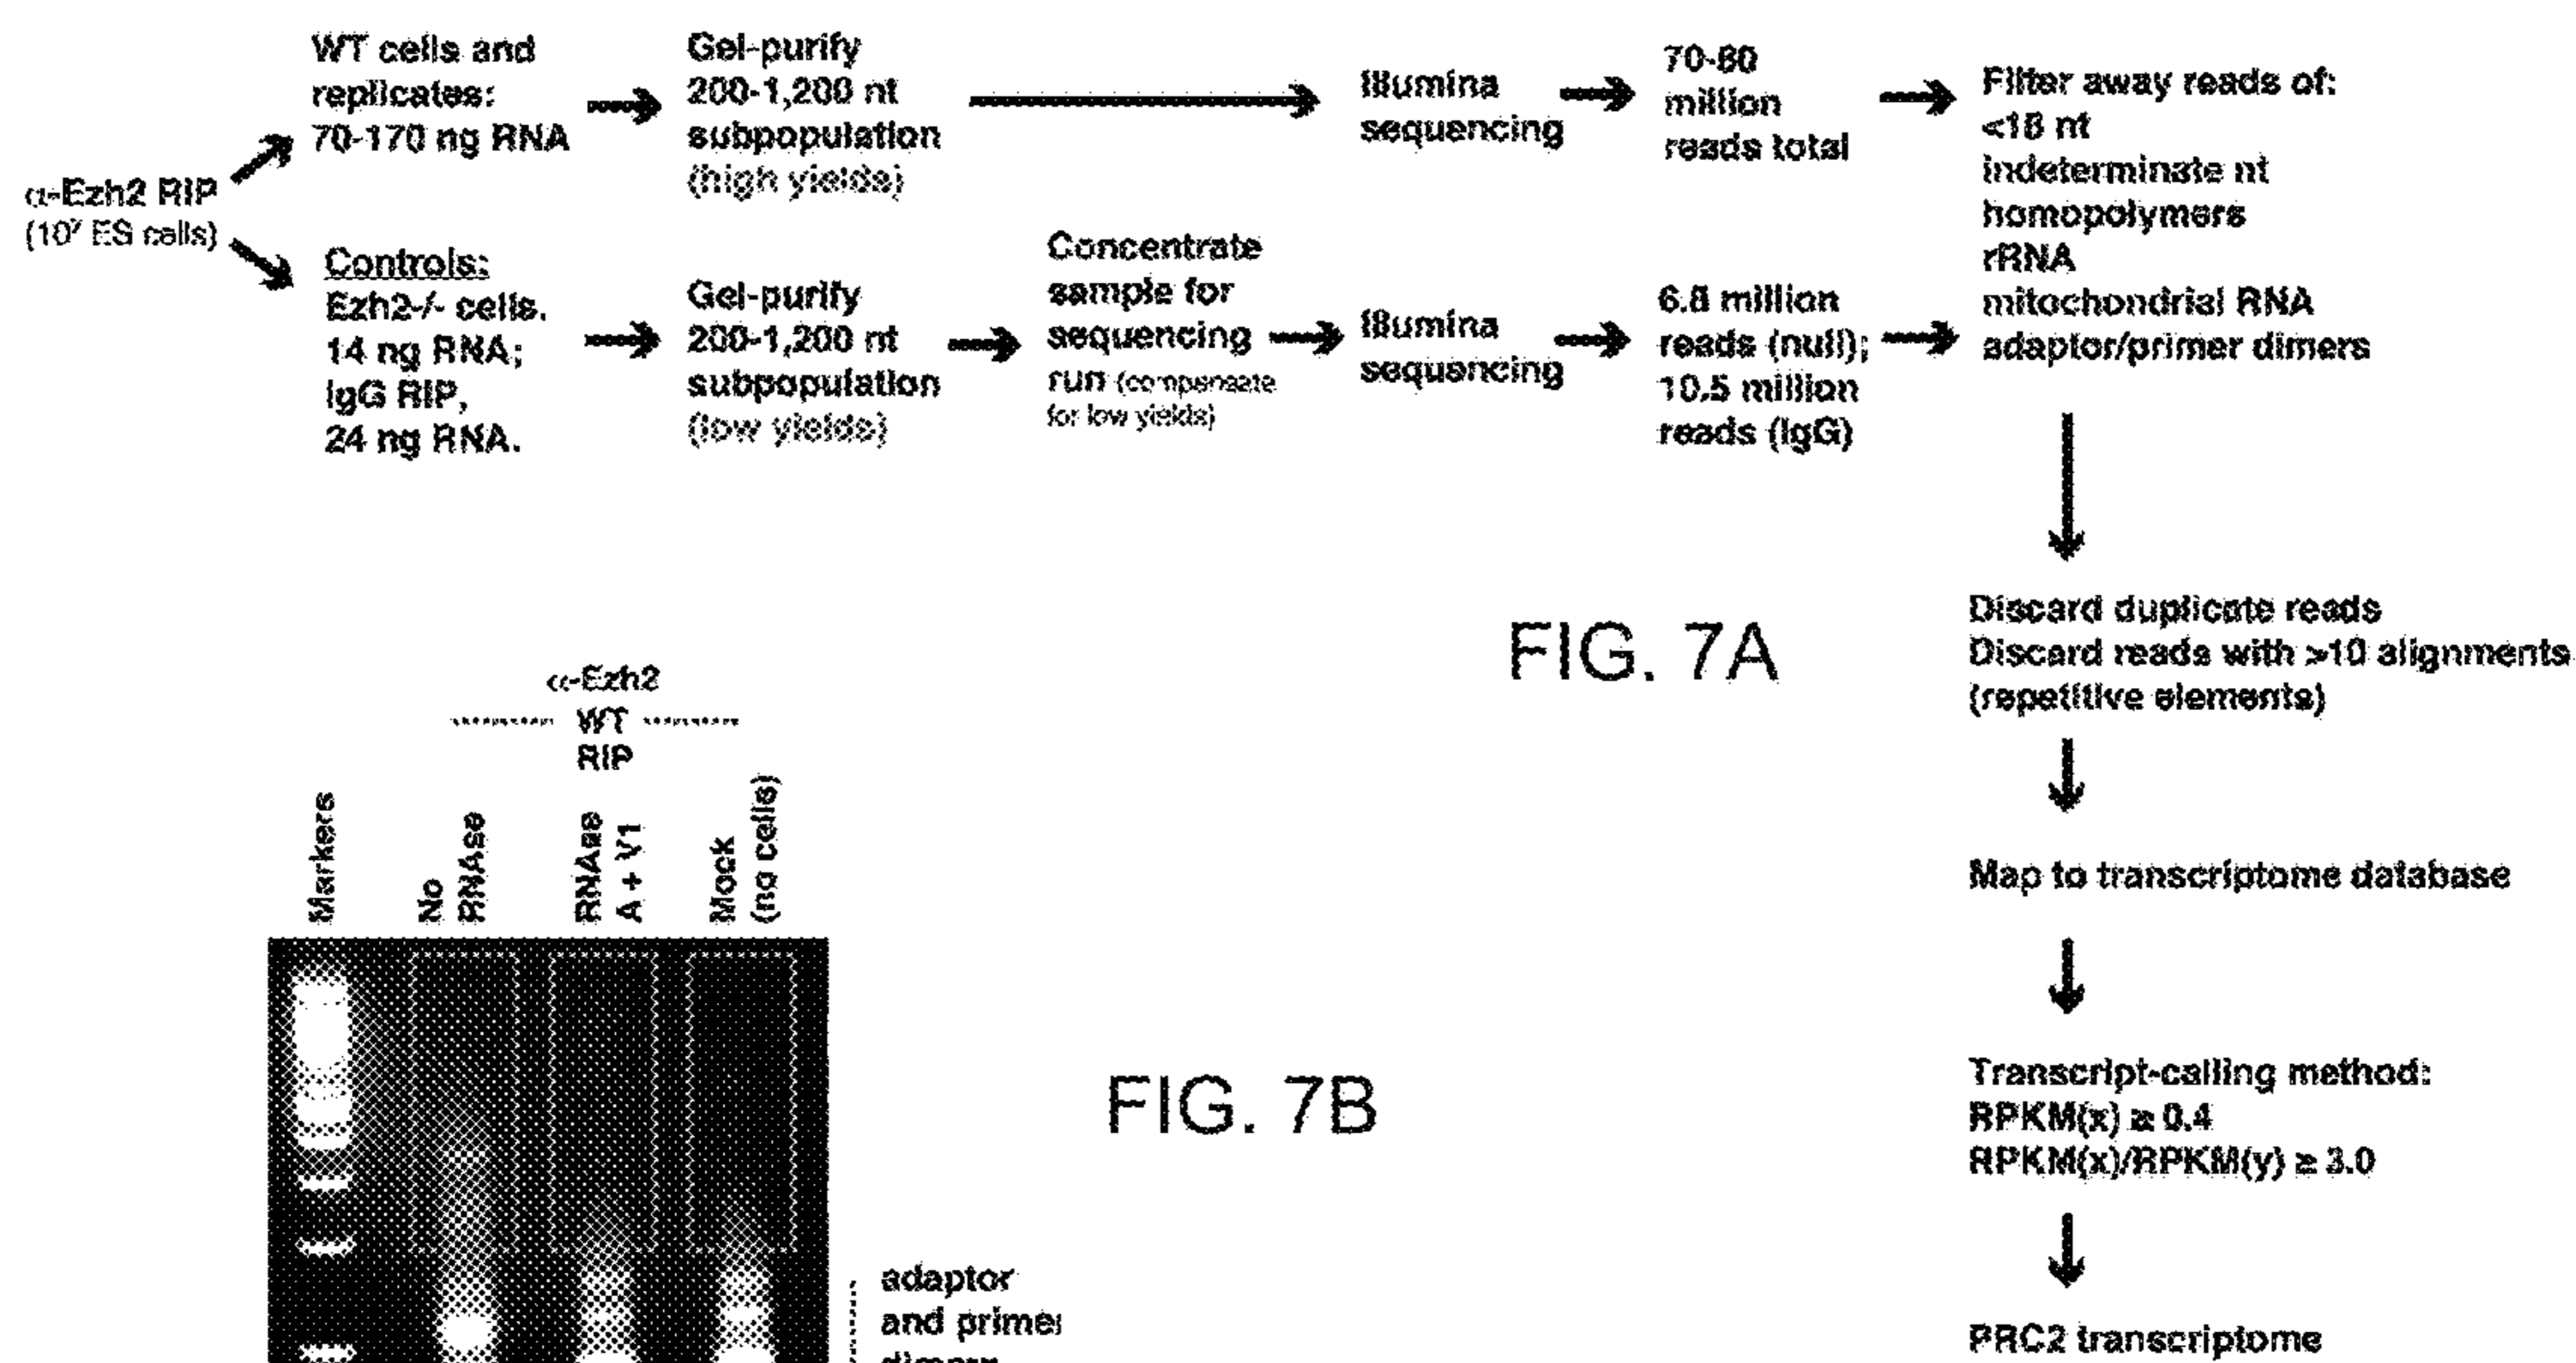 α-Ezh2 RIP
(10⁷ ES cells)
WT cells and
replicates:
70-170 ng RNA
Gel-purify
200-1,200 nt
subpopulation
(high yields)
Illumina
sequencing
70-80
million
reads total
Filter away reads of:
<18 nt
indeterminate nt
homopolymers
rRNA
mitochondrial RNA
adaptor/primer dimers
Controls:
Ezh2-/- cells.
14 ng RNA;
IgG RIP,
24 ng RNA.
Gel-purify
200-1,200 nt
subpopulation
(low yields)
Concentrate
sample for
sequencing
run (compensate
for low yields)
Illumina
sequencing
reads (null);
10.5 million
reads (IgG)
Discard duplicate reads
Discard reads with >10 alignments
(repetitive elements)
Map to transcriptome database
Transcript-calling method:
RPKM(x) ≥ 0.4
RPKM(x)/RPKM(y) ≥ 3.0
PRC2 transcriptome
FIG. 7A
α-Ezh2
WT
RIP
Markers
No
RNAse
RNAse
A + V1
Mock
(no cells)
adaptor
and primer
dimers
FIG. 7B